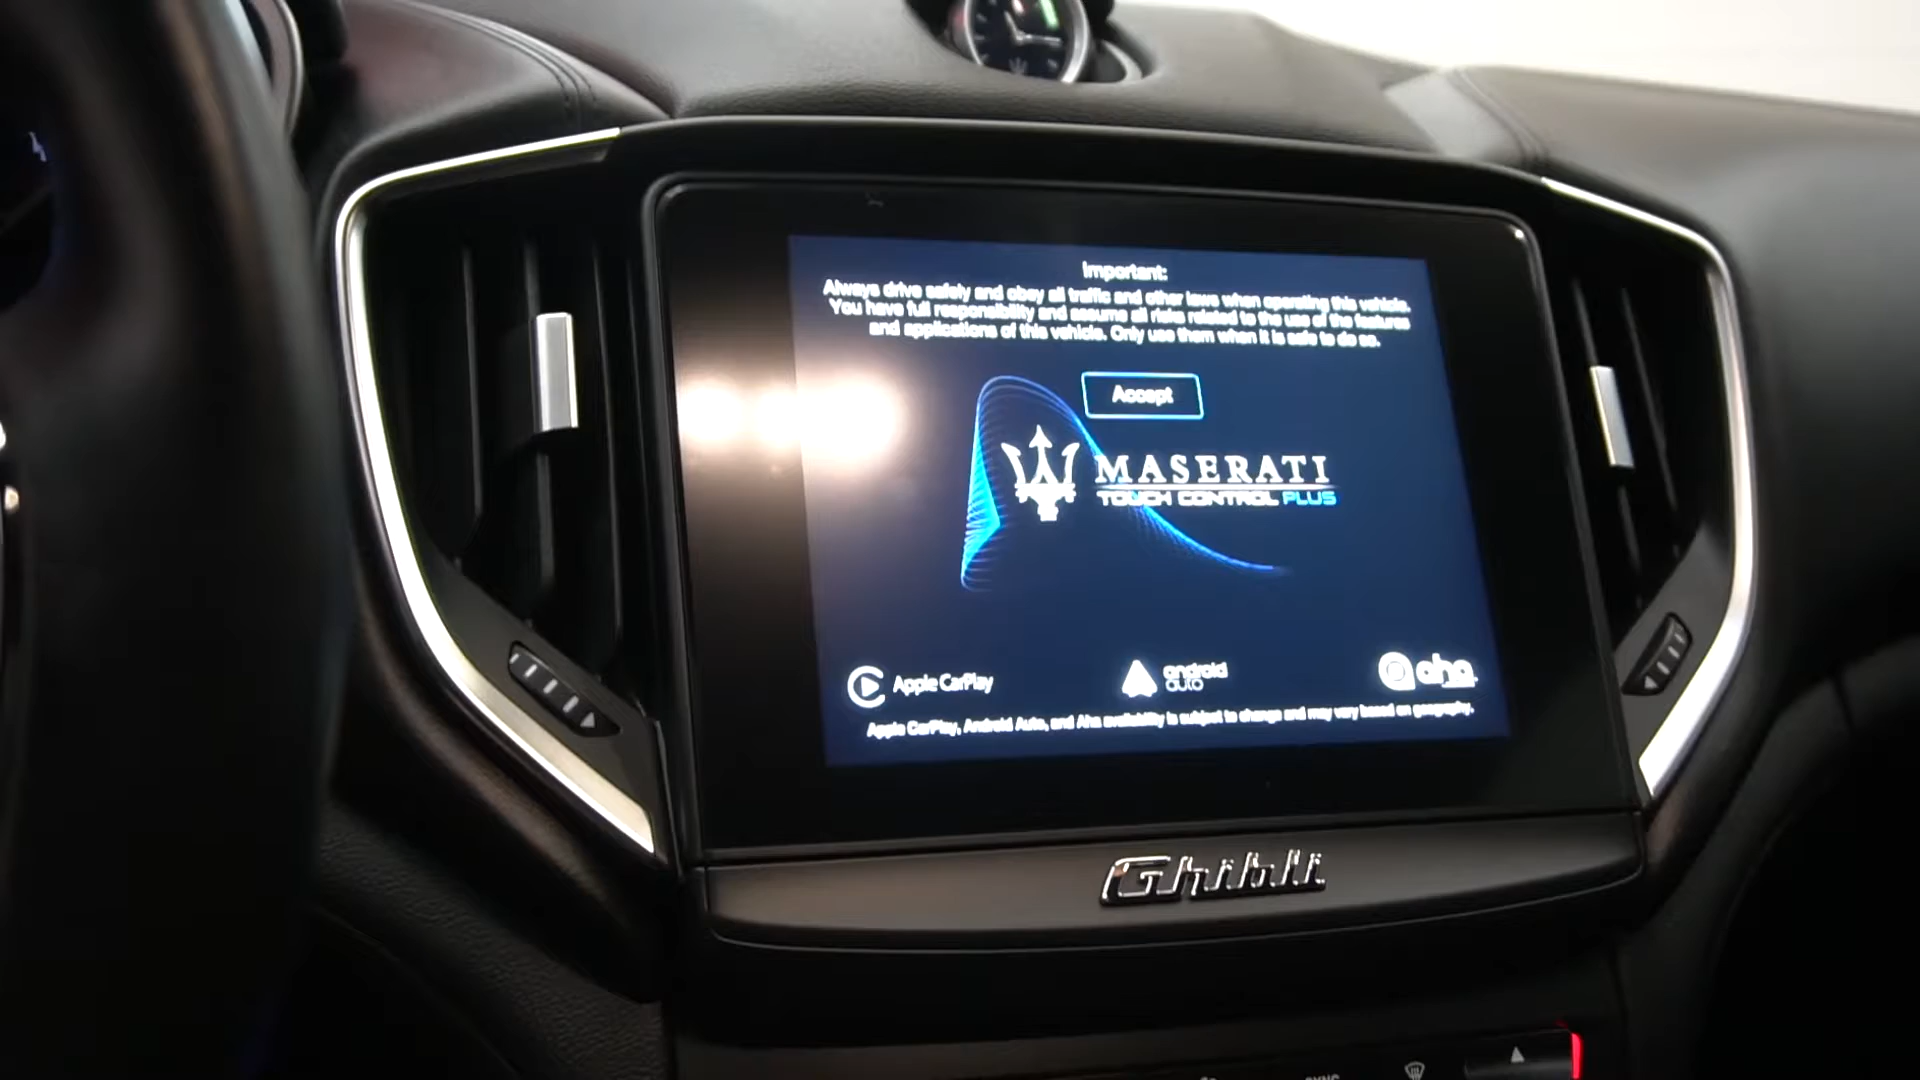 Important:
Always drive safely and obey all traffic and other laws when operating this vehicle.
You have full responsibility and assume all risks related to the use of the features
and applications of this vehicle. Only use them when it is safe to do so.
Accept
MASERATI
TOUCH CONTROL PLUS
Apple CarPlay
android
auto
aha
Apple CarPlay, Android Auto, and Aha availability is subject to change and may vary based on geography.
Ghibli
SYNC